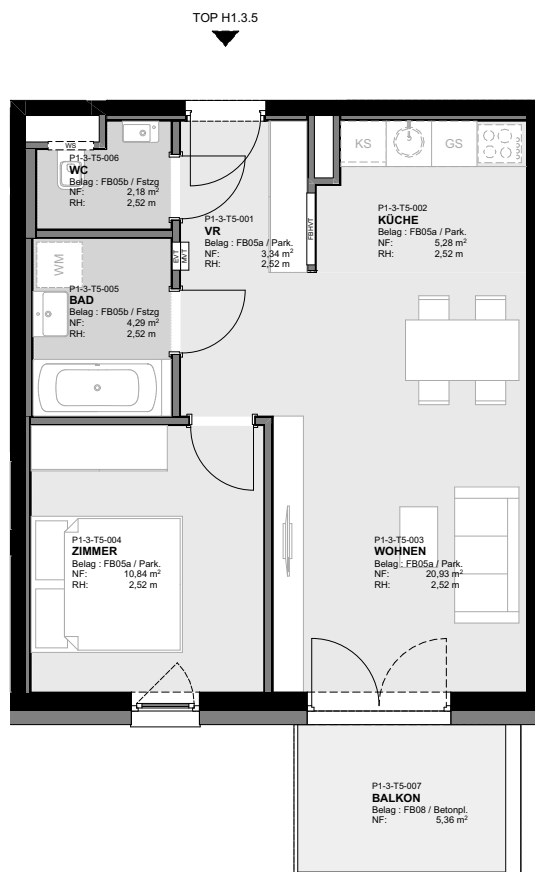 TOP H1.3.5
P1-3-T5-006
WC
Belag : FB05b / Fstzg
NF: 2,18 m²
RH: 2,52 m
WS
P1-3-T5-001
VR
Belag : FB05a / Park.
NF: 3,34 m²
RH: 2,52 m
EVT
MVT
FBHVT
KS
GS
P1-3-T5-002
KÜCHE
Belag : FB05a / Park.
NF: 5,28 m²
RH: 2,52 m
WM
P1-3-T5-005
BAD
Belag : FB05b / Fstzg
NF: 4,29 m²
RH: 2,52 m
P1-3-T5-004
ZIMMER
Belag : FB05a / Park.
NF: 10,84 m²
RH: 2,52 m
P1-3-T5-003
WOHNEN
Belag : FB05a / Park.
NF: 20,93 m²
RH: 2,52 m
P1-3-T5-007
BALKON
Belag : FB08 / Betonpl.
NF: 5,36 m²